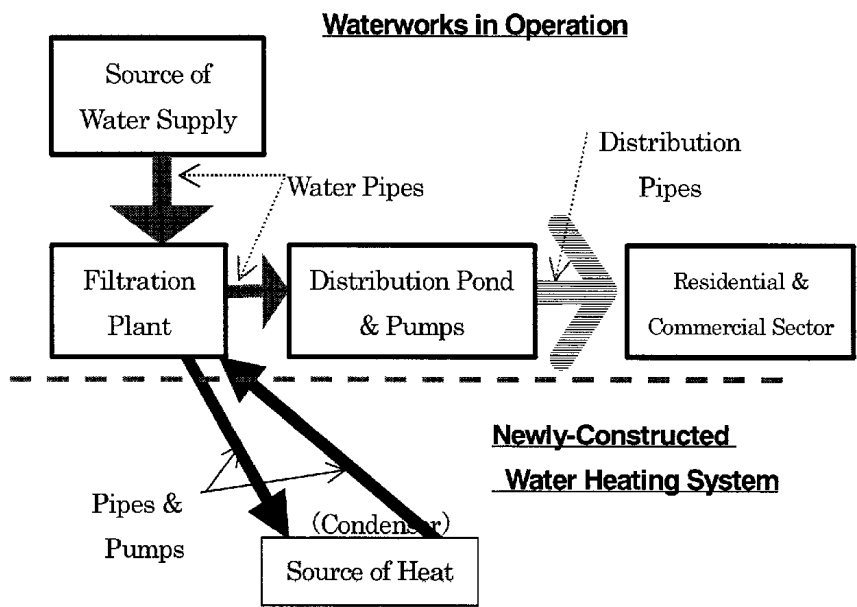 Waterworks in Operation
Source of
Water Supply
Water Pipes
Distribution
Pipes
Filtration
Plant
Distribution Pond
& Pumps
Residential &
Commercial Sector
Newly-Constructed
Water Heating System
Pipes &
Pumps
(Condenser)
Source of Heat